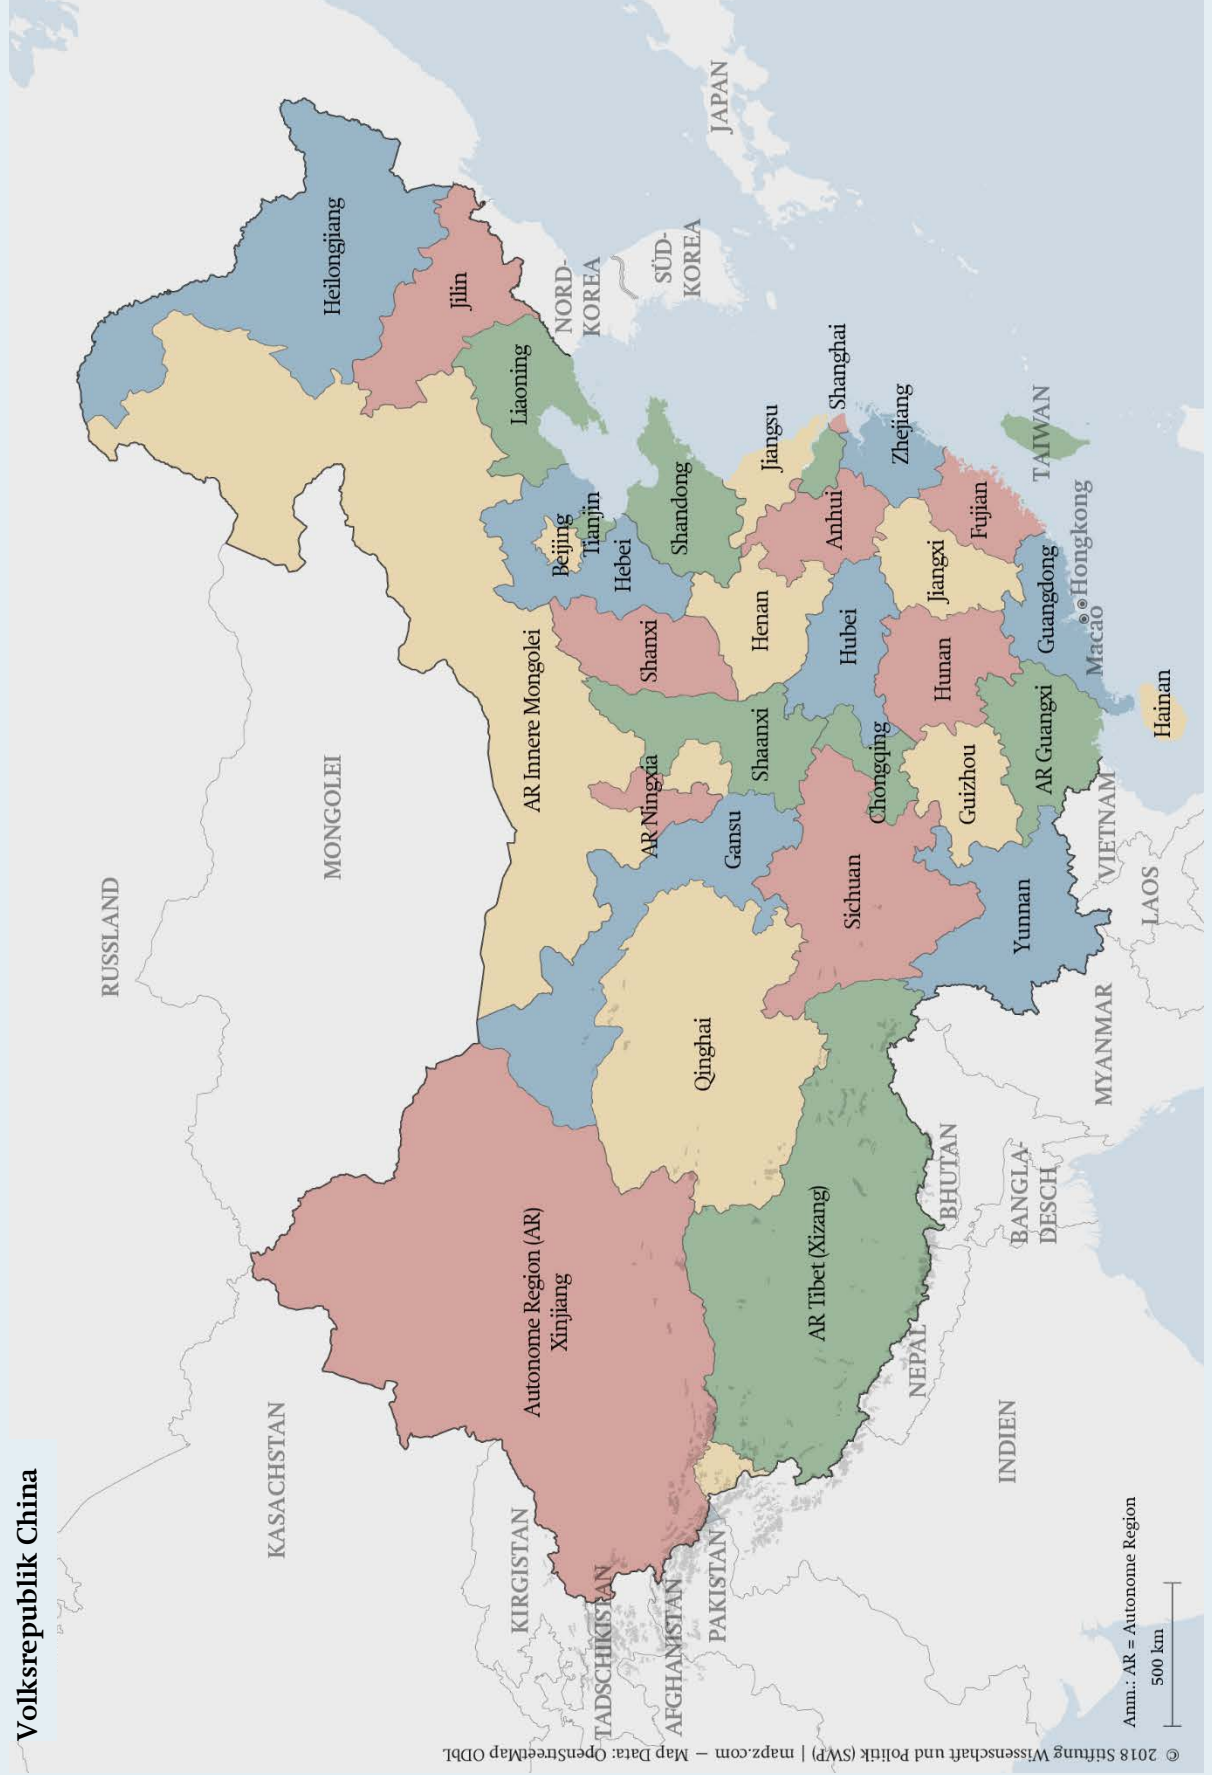 Volksrepublik China
RUSSLAND
KASACHSTAN
MONGOLEI
KIRGISTAN
TADSCHIKISTAN
AFGHANISTAN
PAKISTAN
INDIEN
NEPAL
BHUTAN
BANGLA-
DESCH
MYANMAR
LAOS
VIETNAM
NORD-
KOREA
SÜD-
KOREA
JAPAN
TAIWAN
Heilongjiang
Jilin
Liaoning
AR Innere Mongolei
Beijing
Tianjin
Hebei
Shandong
Shanxi
Henan
Jiangsu
Shanghai
Anhui
Zhejiang
Hubei
Jiangxi
Fujian
Hunan
Guangdong
Hongkong
Macao
Hainan
AR Guangxi
Guizhou
Chongqing
Shaanxi
AR Ningxia
Gansu
Sichuan
Yunnan
Qinghai
AR Tibet (Xizang)
Autonome Region (AR)
Xinjiang
Anm.: AR = Autonome Region
500 km
© 2018 Stiftung Wissenschaft und Politik (SWP) | mapz.com – Map Data: OpenStreetMap ODbL